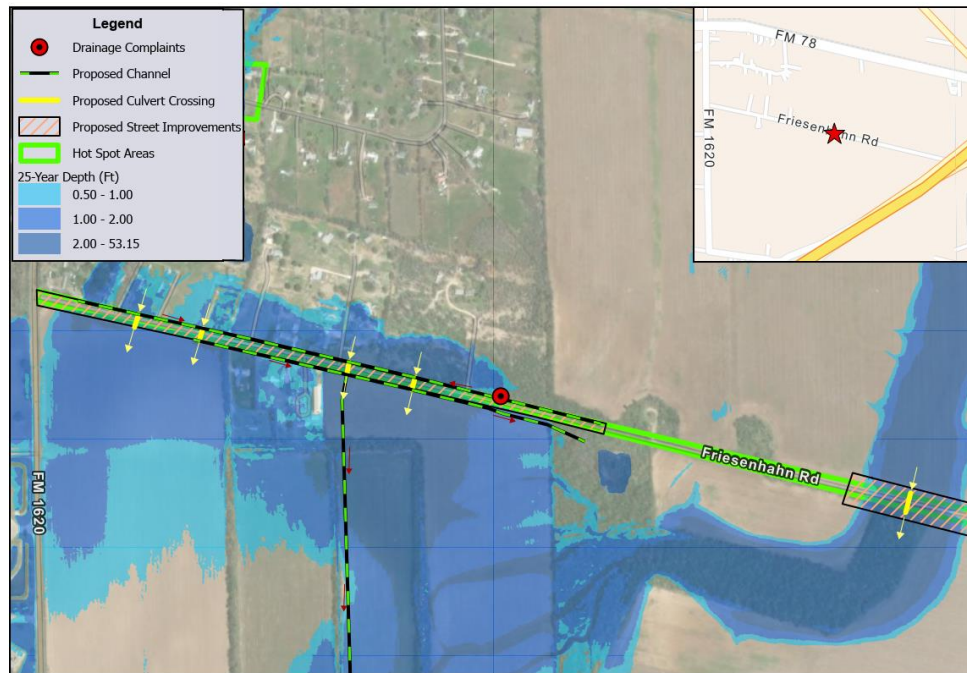 Legend
Drainage Complaints
Proposed Channel
Proposed Culvert Crossing
Proposed Street Improvements
Hot Spot Areas
25-Year Depth (Ft)
0.50 - 1.00
1.00 - 2.00
2.00 - 53.15
FM 78
FM 1620
Friesenhahn Rd
FM 1620
Friesenhahn Rd